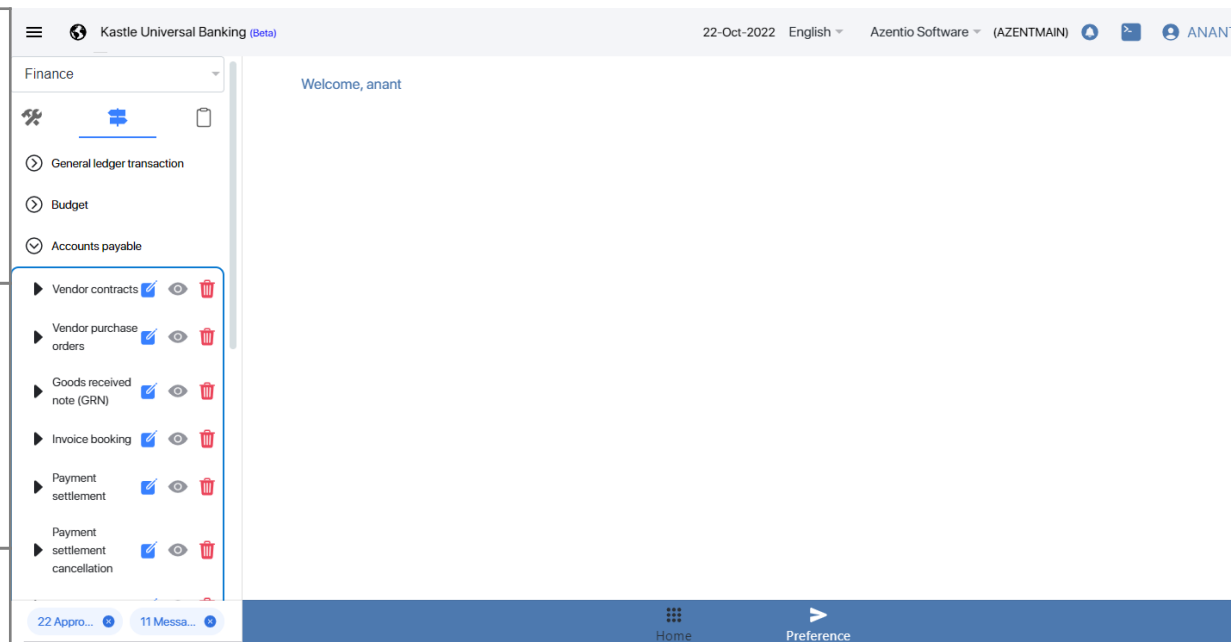 Kastle Universal Banking (Beta)
22-Oct-2022 English Azentio Software (AZENTMAIN) ANANT
Finance
Welcome, anant
General ledger transaction
Budget
Accounts payable
Vendor contracts
Vendor purchase
orders
Goods received
note (GRN)
Invoice booking
Payment
settlement
Payment
settlement
cancellation
22 Appro...
11 Messa...
Home
Preference